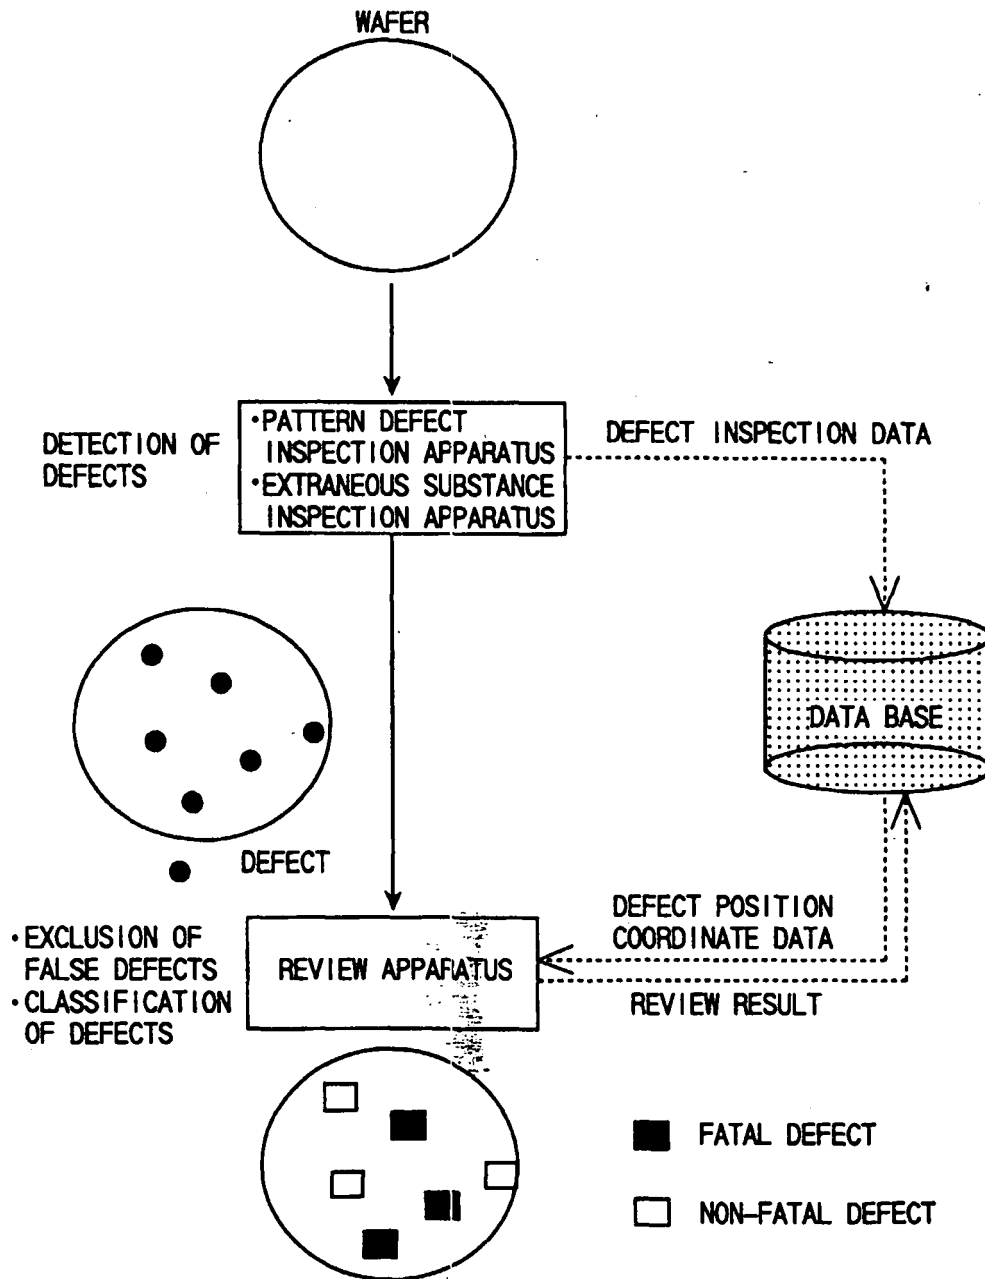 WAFER
DETECTION OF
DEFECTS
·PATTERN DEFECT
INSPECTION APPARATUS
·EXTRANEOUS SUBSTANCE
INSPECTION APPARATUS
DEFECT INSPECTION DATA
DATA BASE
DEFECT
·EXCLUSION OF
FALSE DEFECTS
·CLASSIFICATION
OF DEFECTS
REVIEW APPARATUS
DEFECT POSITION
COORDINATE DATA
REVIEW RESULT
FATAL DEFECT
NON-FATAL DEFECT